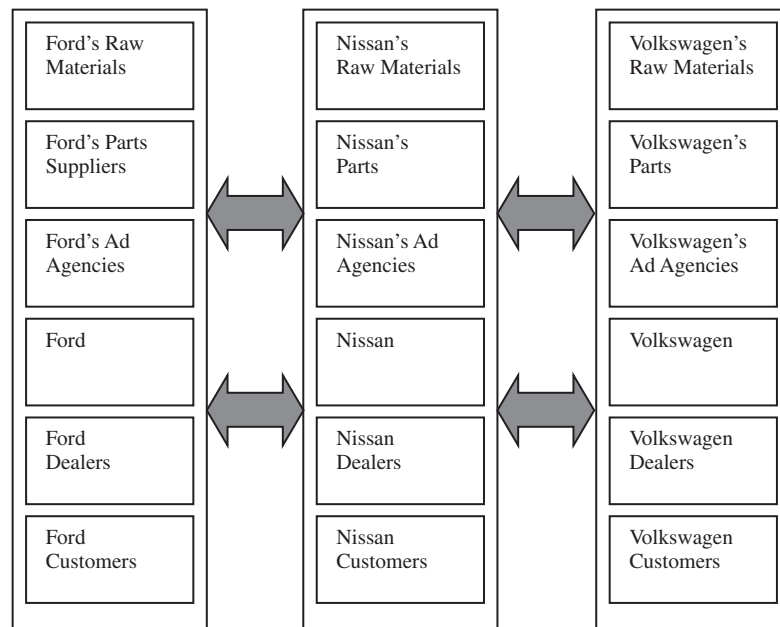 Ford's Raw
Materials
Ford's Parts
Suppliers
Ford's Ad
Agencies
Ford
Ford
Dealers
Ford
Customers
Nissan's
Raw Materials
Nissan's
Parts
Nissan's Ad
Agencies
Nissan
Nissan
Dealers
Nissan
Customers
Volkswagen's
Raw Materials
Volkswagen's
Parts
Volkswagen's
Ad Agencies
Volkswagen
Volkswagen
Dealers
Volkswagen
Customers